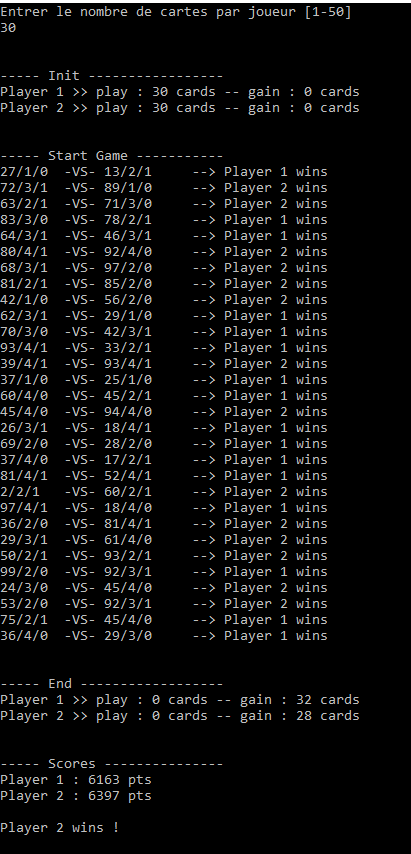 Entrer le nombre de cartes par joueur [1-50]
30
----- Init -----------------
Player 1 >> play : 30 cards -- gain : 0 cards
Player 2 >> play : 30 cards -- gain : 0 cards
----- Start Game -----------
27/1/0  -VS- 13/2/1     --> Player 1 wins
72/3/1  -VS- 89/1/0     --> Player 2 wins
63/2/1  -VS- 71/3/0     --> Player 2 wins
83/3/0  -VS- 78/2/1     --> Player 1 wins
64/3/1  -VS- 46/3/1     --> Player 1 wins
80/4/1  -VS- 92/4/0     --> Player 2 wins
68/3/1  -VS- 97/2/0     --> Player 2 wins
81/2/1  -VS- 85/2/0     --> Player 2 wins
42/1/0  -VS- 56/2/0     --> Player 2 wins
62/3/1  -VS- 29/1/0     --> Player 1 wins
70/3/0  -VS- 42/3/1     --> Player 1 wins
93/4/1  -VS- 33/2/1     --> Player 1 wins
39/4/1  -VS- 93/4/1     --> Player 2 wins
37/1/0  -VS- 25/1/0     --> Player 1 wins
60/4/0  -VS- 45/2/1     --> Player 1 wins
45/4/0  -VS- 94/4/0     --> Player 2 wins
26/3/1  -VS- 18/4/1     --> Player 1 wins
69/2/0  -VS- 28/2/0     --> Player 1 wins
37/4/0  -VS- 17/2/1     --> Player 1 wins
81/4/1  -VS- 52/4/1     --> Player 1 wins
2/2/1   -VS- 60/2/1     --> Player 2 wins
97/4/1  -VS- 18/4/0     --> Player 1 wins
36/2/0  -VS- 81/4/1     --> Player 2 wins
29/3/1  -VS- 61/4/0     --> Player 2 wins
50/2/1  -VS- 93/2/1     --> Player 2 wins
99/2/0  -VS- 92/3/1     --> Player 1 wins
24/3/0  -VS- 45/4/0     --> Player 2 wins
53/2/0  -VS- 92/3/1     --> Player 2 wins
75/2/1  -VS- 45/4/0     --> Player 1 wins
36/4/0  -VS- 29/3/0     --> Player 1 wins
----- End ------------------
Player 1 >> play : 0 cards -- gain : 32 cards
Player 2 >> play : 0 cards -- gain : 28 cards
----- Scores ---------------
Player 1 : 6163 pts
Player 2 : 6397 pts
Player 2 wins !